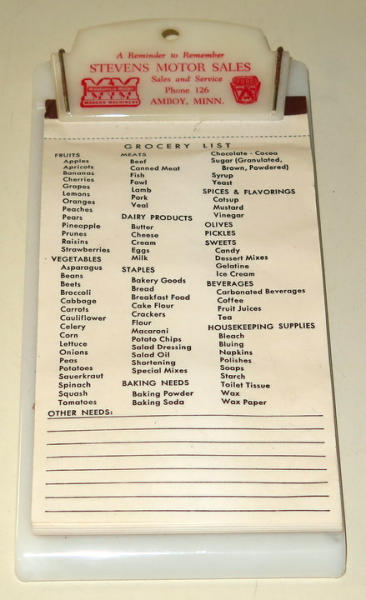 A Reminder to Remember
STEVENS MOTOR SALES
Sales and Service
Phone 126
AMBOY, MINN.
MM
MODERN MACHINERY
GROCERY LIST
FRUITS
Apples
Apricots
Bananas
Cherries
Grapes
Lemons
Oranges
Peaches
Pears
Pineapple
Prunes
Raisins
Strawberries
VEGETABLES
Asparagus
Beans
Beets
Broccoli
Cabbage
Carrots
Cauliflower
Celery
Corn
Lettuce
Onions
Peas
Potatoes
Sauerkraut
Spinach
Squash
Tomatoes
MEATS
Beef
Canned Meat
Fish
Fowl
Lamb
Pork
Veal
DAIRY PRODUCTS
Butter
Cheese
Cream
Eggs
Milk
STAPLES
Bakery Goods
Bread
Breakfast Food
Cake Flour
Crackers
Flour
Macaroni
Potato Chips
Salad Dressing
Salad Oil
Shortening
Special Mixes
BAKING NEEDS
Baking Powder
Baking Soda
Chocolate - Cocoa
Sugar (Granulated,
Brown, Powdered)
Syrup
Yeast
SPICES & FLAVORINGS
Catsup
Mustard
Vinegar
OLIVES
PICKLES
SWEETS
Candy
Dessert Mixes
Gelatine
Ice Cream
BEVERAGES
Carbonated Beverages
Coffee
Fruit Juices
Tea
HOUSEKEEPING SUPPLIES
Bleach
Bluing
Napkins
Polishes
Soaps
Starch
Toilet Tissue
Wax
Wax Paper
OTHER NEEDS: